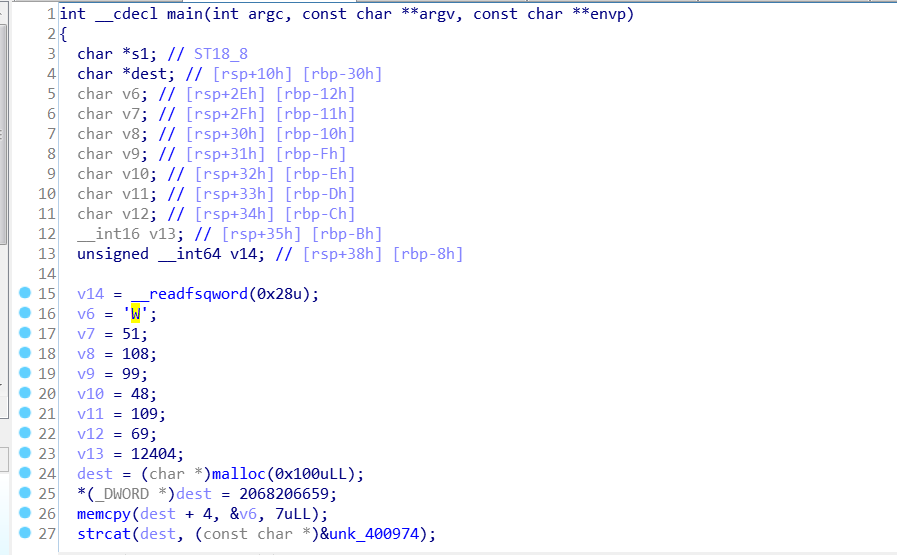 1 int __cdecl main(int argc, const char **argv, const char **envp)
2 {
3 char *s1; // ST18_8
4 char *dest; // [rsp+10h] [rbp-30h]
5 char v6; // [rsp+2Eh] [rbp-12h]
6 char v7; // [rsp+2Fh] [rbp-11h]
7 char v8; // [rsp+30h] [rbp-10h]
8 char v9; // [rsp+31h] [rbp-Fh]
9 char v10; // [rsp+32h] [rbp-Eh]
10 char v11; // [rsp+33h] [rbp-Dh]
11 char v12; // [rsp+34h] [rbp-Ch]
12 __int16 v13; // [rsp+35h] [rbp-Bh]
13 unsigned __int64 v14; // [rsp+38h] [rbp-8h]
14
15 v14 = __readfsqword(0x28u);
16 v6 = 'W';
17 v7 = 51;
18 v8 = 108;
19 v9 = 99;
20 v10 = 48;
21 v11 = 109;
22 v12 = 69;
23 v13 = 12404;
24 dest = (char *)malloc(0x100uLL);
25 *(_DWORD *)dest = 2068206659;
26 memcpy(dest + 4, &v6, 7uLL);
27 strcat(dest, (const char *)&unk_400974);